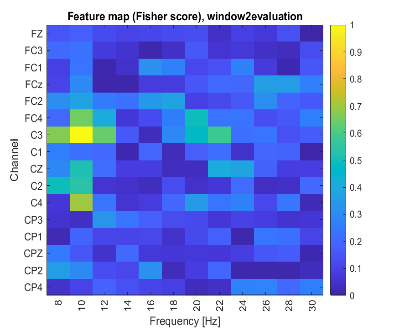 Feature map (Fisher score), window2evaluation
Channel
FZ
FC3
FC1
FCz
FC2
FC4
C3
C1
CZ
C2
C4
CP3
CP1
CPZ
CP2
CP4
8 10 12 14 16 18 20 22 24 26 28 30
Frequency [Hz]
1
0.9
0.8
0.7
0.6
0.5
0.4
0.3
0.2
0.1
0